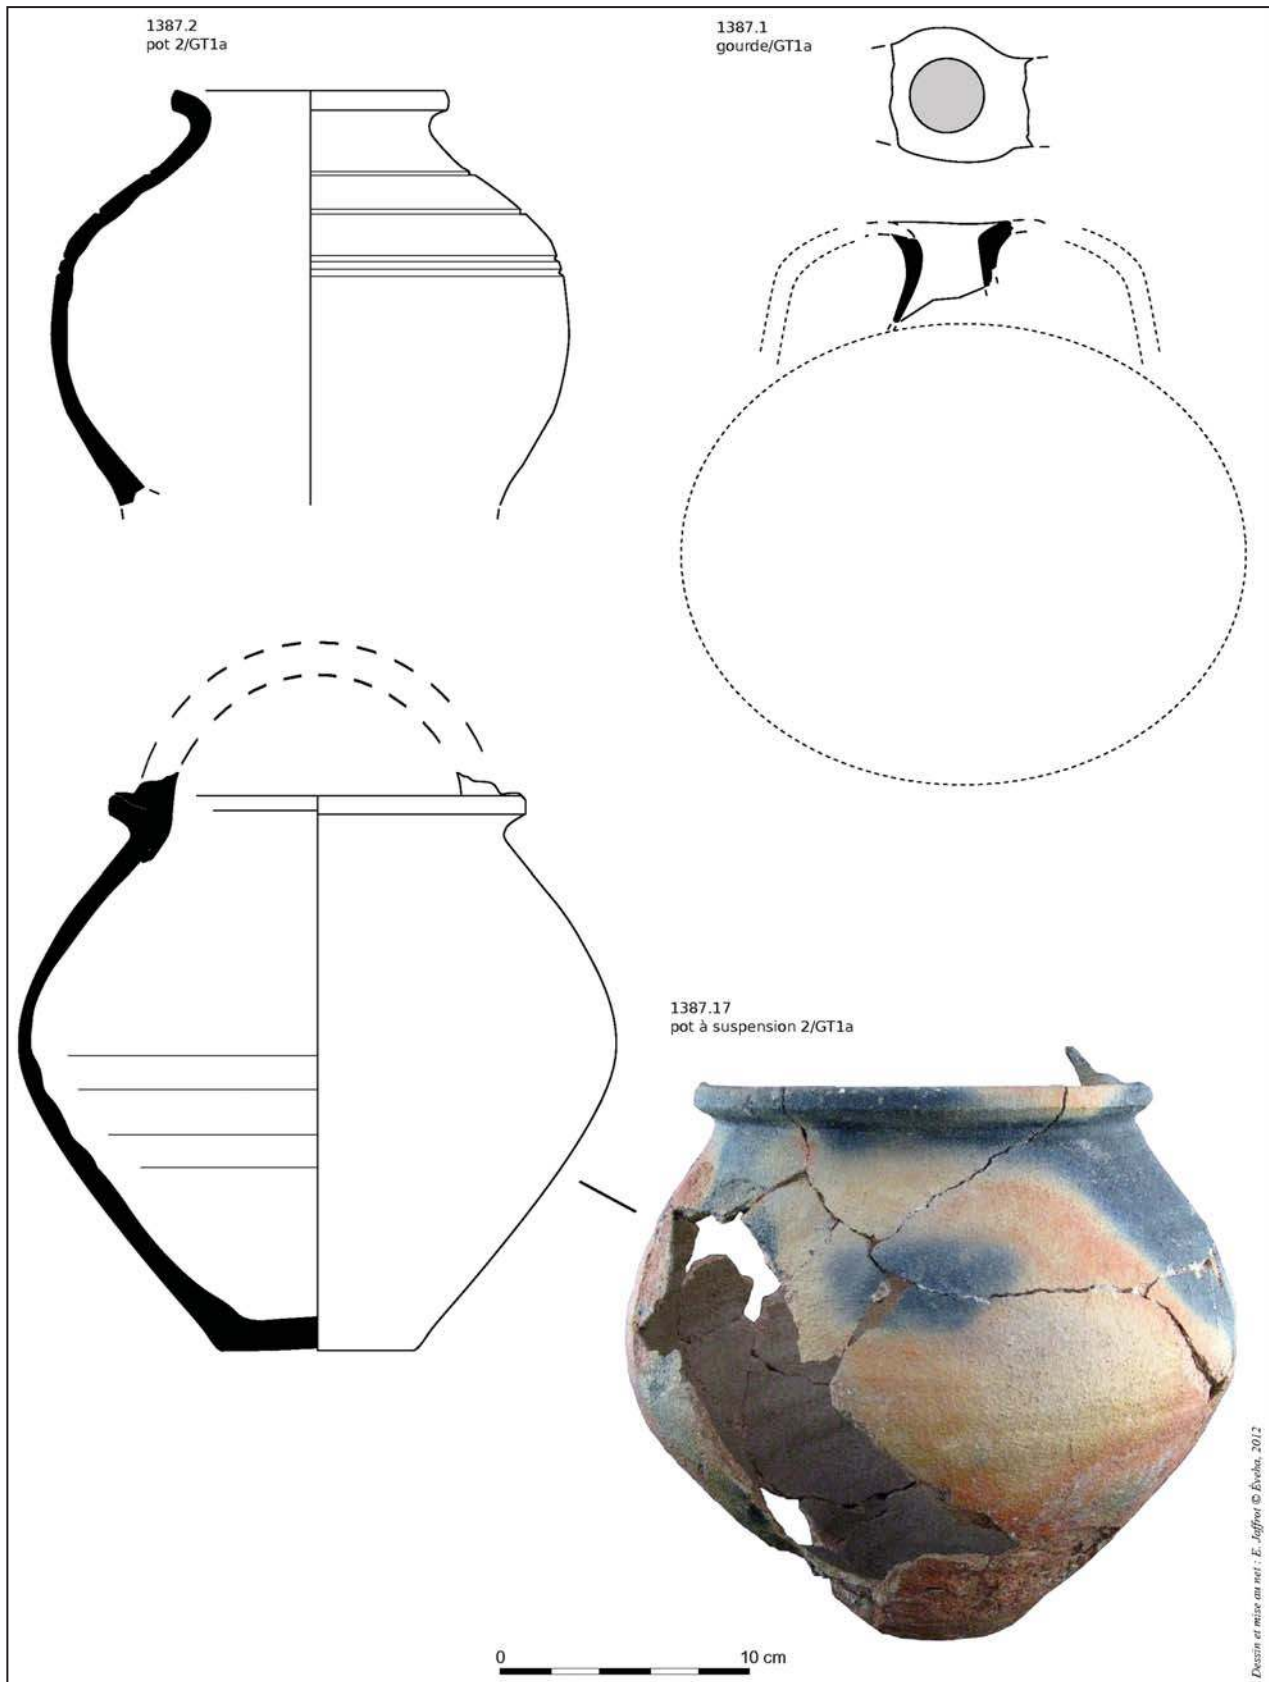 1387.2
pot 2/GT1a
1387.1
gourde/GT1a
1387.17
pot à suspension 2/GT1a
0 10 cm
Dessin et mise au net : E. Jaffrot © Éveha, 2012